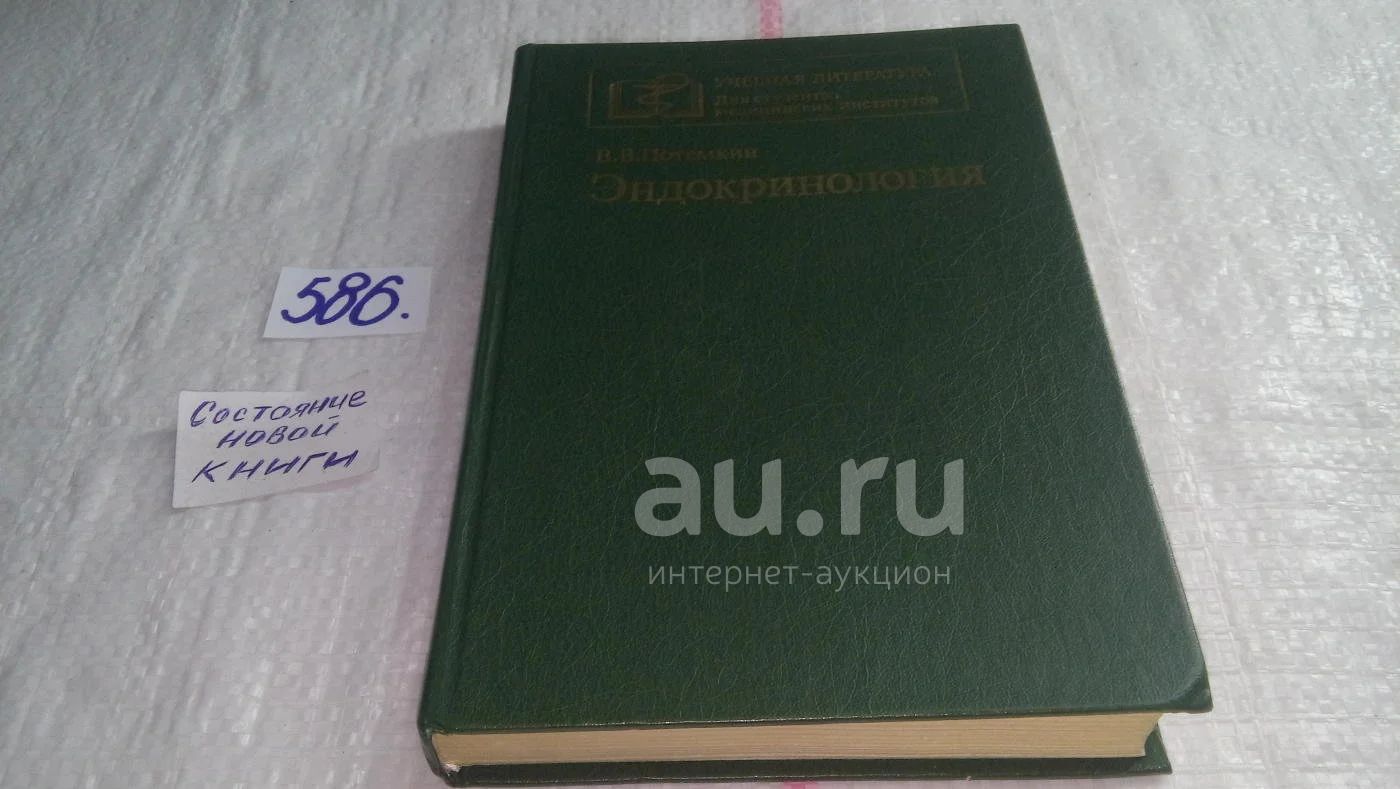 УЧЕБНАЯ ЛИТЕРАТУРА
Для студентов
медицинских институтов
В.В.Потемкин
Эндокринология
586.
Состояние
новой
книги
au.ru
интернет-аукцион